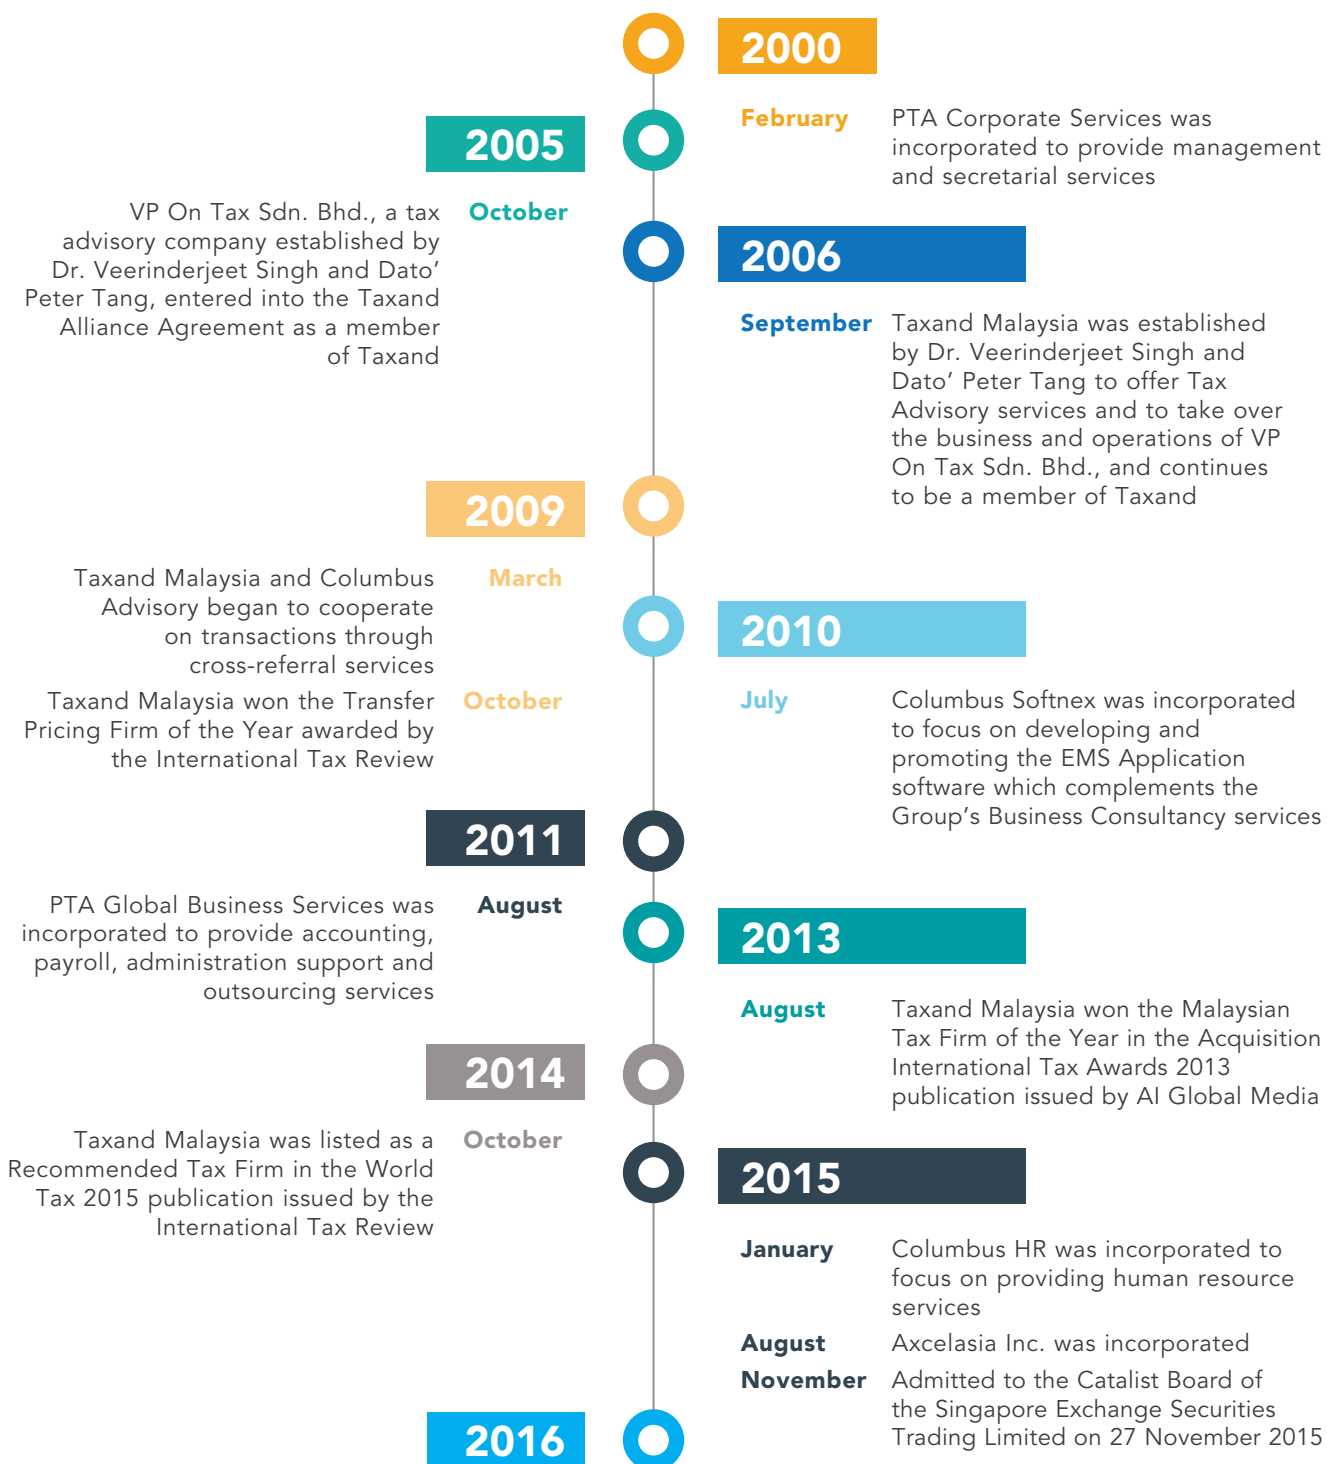 2000
February
PTA Corporate Services was
incorporated to provide management
and secretarial services
2005
October
VP On Tax Sdn. Bhd., a tax
advisory company established by
Dr. Veerinderjeet Singh and Dato’
Peter Tang, entered into the Taxand
Alliance Agreement as a member
of Taxand
2006
September
Taxand Malaysia was established
by Dr. Veerinderjeet Singh and
Dato’ Peter Tang to offer Tax
Advisory services and to take over
the business and operations of VP
On Tax Sdn. Bhd., and continues
to be a member of Taxand
2009
March
Taxand Malaysia and Columbus
Advisory began to cooperate
on transactions through
cross-referral services
October
Taxand Malaysia won the Transfer
Pricing Firm of the Year awarded by
the International Tax Review
2010
July
Columbus Softnex was incorporated
to focus on developing and
promoting the EMS Application
software which complements the
Group’s Business Consultancy services
2011
August
PTA Global Business Services was
incorporated to provide accounting,
payroll, administration support and
outsourcing services
2013
August
Taxand Malaysia won the Malaysian
Tax Firm of the Year in the Acquisition
International Tax Awards 2013
publication issued by AI Global Media
2014
October
Taxand Malaysia was listed as a
Recommended Tax Firm in the World
Tax 2015 publication issued by the
International Tax Review
2015
January
Columbus HR was incorporated to
focus on providing human resource
services
August
Axcelasia Inc. was incorporated
November
Admitted to the Catalist Board of
the Singapore Exchange Securities
Trading Limited on 27 November 2015
2016